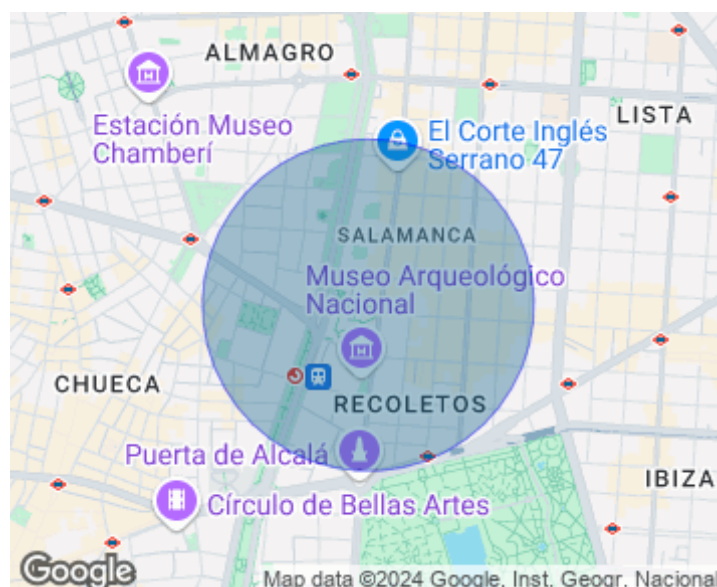 ALMAGRO
Estación Museo
Chamberí
El Corte Inglés
Serrano 47
LISTA
SALAMANCA
Museo Arqueológico
Nacional
CHUECA
RECOLETOS
Puerta de Alcalá
Círculo de Bellas Artes
IBIZA
Google
Map data ©2024 Google, Inst. Geogr. Nacional